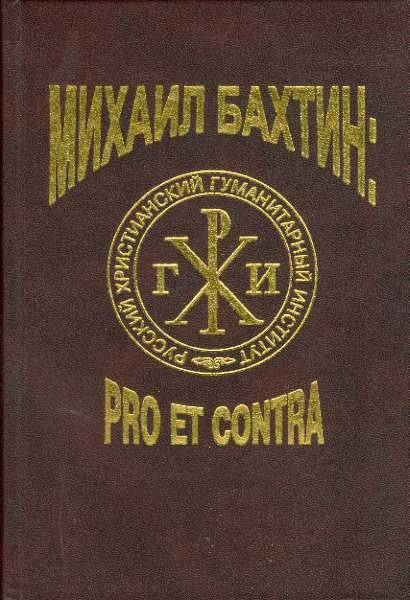 МИХАИЛ БАХТИН:
РУССКИЙ ХРИСТИАНСКИЙ ГУМАНИТАРНЫЙ ИНСТИТУТ
Р
Г Х И
PRO ET CONTRA